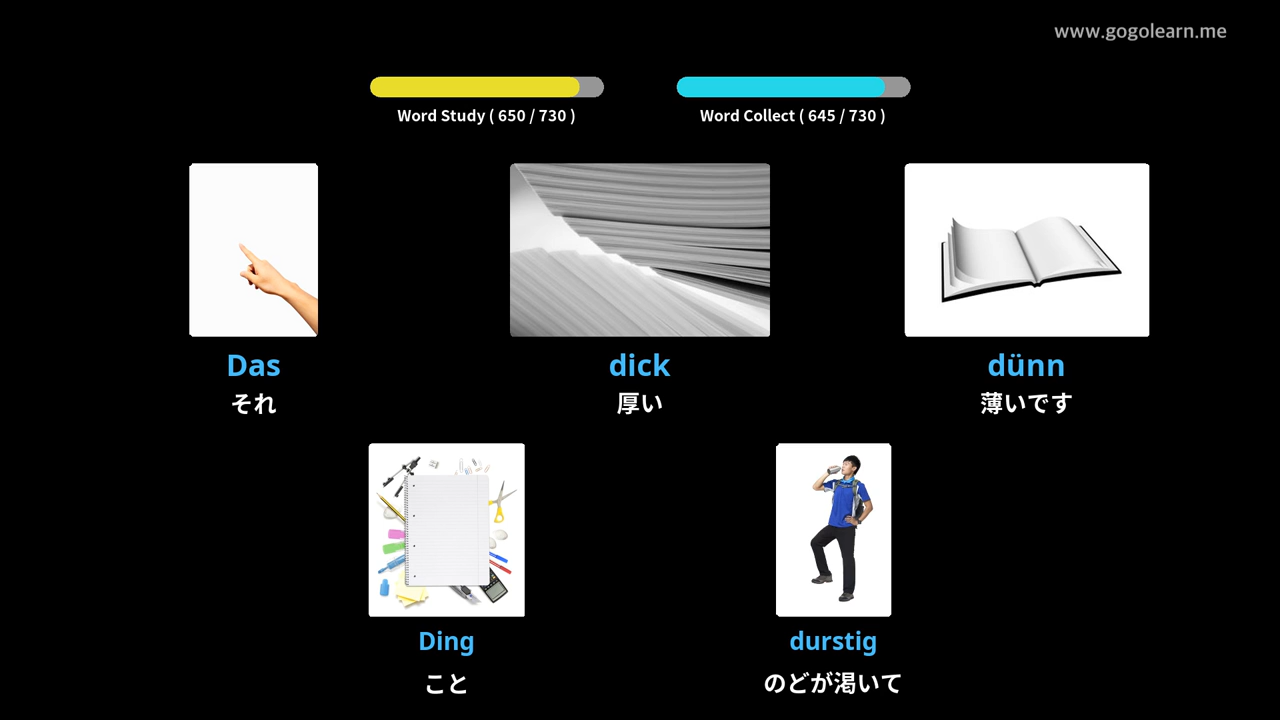 www.gogolearn.me
Word Study ( 650 / 730 )
Word Collect ( 645 / 730 )
Das
それ
dick
厚い
dünn
薄いです
Ding
こと
durstig
のどが渇いて